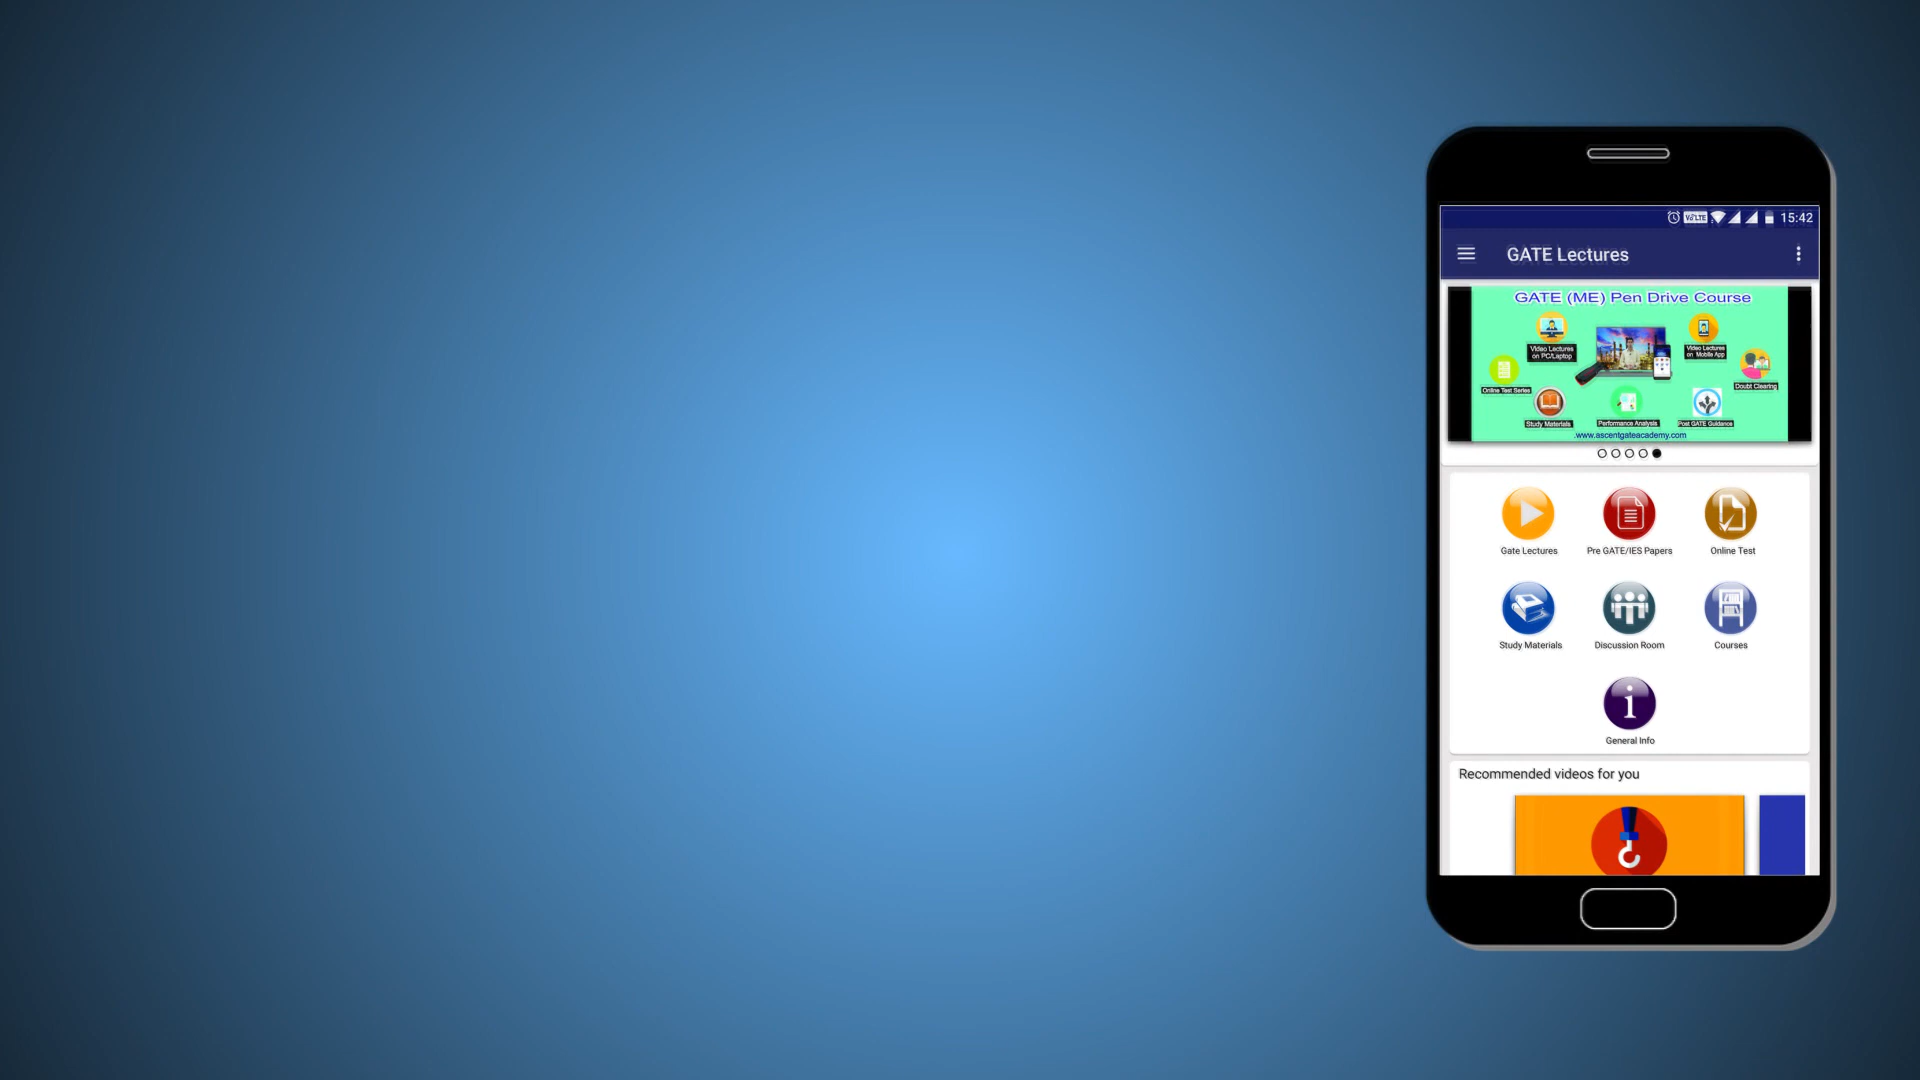 VoLTE 15:42
GATE Lectures
GATE (ME) Pen Drive Course
Video Lectures
on PC/Laptop
Video Lectures
on Mobile App
Online Test Series
Doubt Clearing
Study Materials
Performance Analysis
Post GATE Guidance
.www.ascentgateacademy.com
Gate Lectures
Pre GATE/IES Papers
Online Test
Study Materials
Discussion Room
Courses
General Info
Recommended videos for you